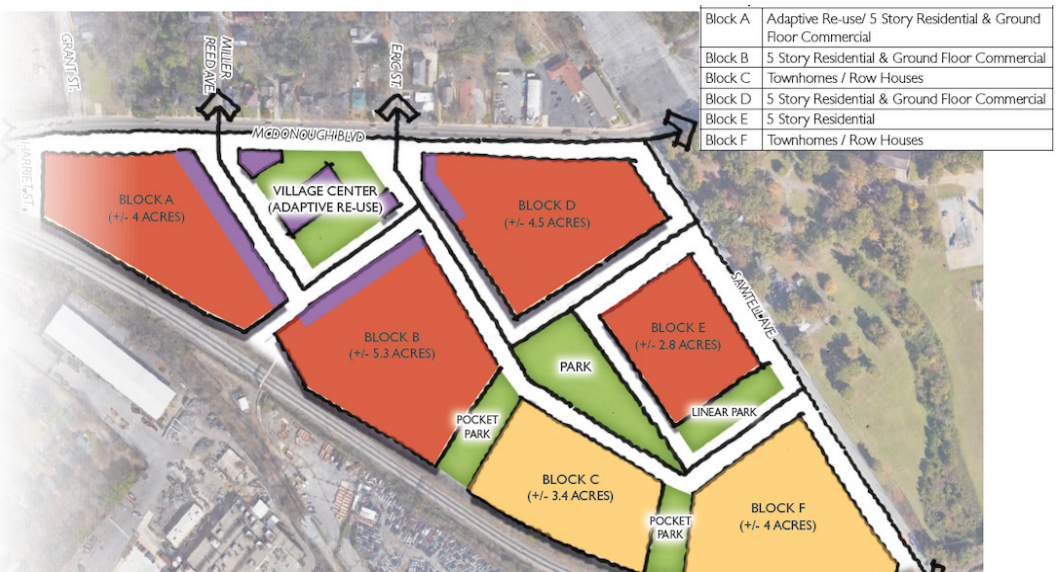 Block A
Adaptive Re-use/ 5 Story Residential & Ground
Floor Commercial
Block B
5 Story Residential & Ground Floor Commercial
Block C
Townhomes / Row Houses
Block D
5 Story Residential & Ground Floor Commercial
Block E
5 Story Residential
Block F
Townhomes / Row Houses
GRANT ST.
MILLER
REED AVE
ERIC ST.
MCDONOUGH BLVD
HARRIET ST.
BLOCK A
(+/- 4 ACRES)
VILLAGE CENTER
(ADAPTIVE RE-USE)
BLOCK D
(+/- 4.5 ACRES)
SAWTELL AVE
BLOCK B
(+/- 5.3 ACRES)
BLOCK E
(+/- 2.8 ACRES)
PARK
LINEAR PARK
POCKET
PARK
BLOCK C
(+/- 3.4 ACRES)
BLOCK F
(+/- 4 ACRES)
POCKET
PARK